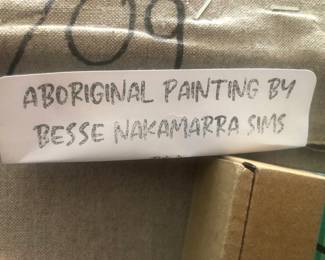 709
ABORIGINAL PAINTING BY
BESSE NAKAMARRA SIMS